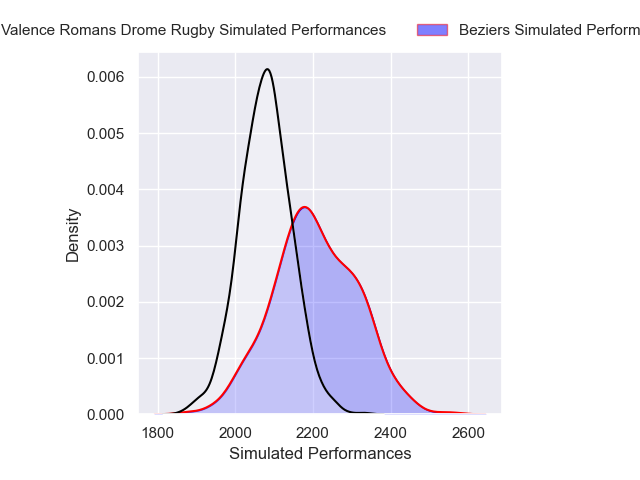 Valence Romans Drome Rugby Simulated Performances
Beziers Simulated Perform
0.006
0.005
0.004
0.003
0.002
0.001
0.000
Density
1800 2000 2200 2400 2600
Simulated Performances